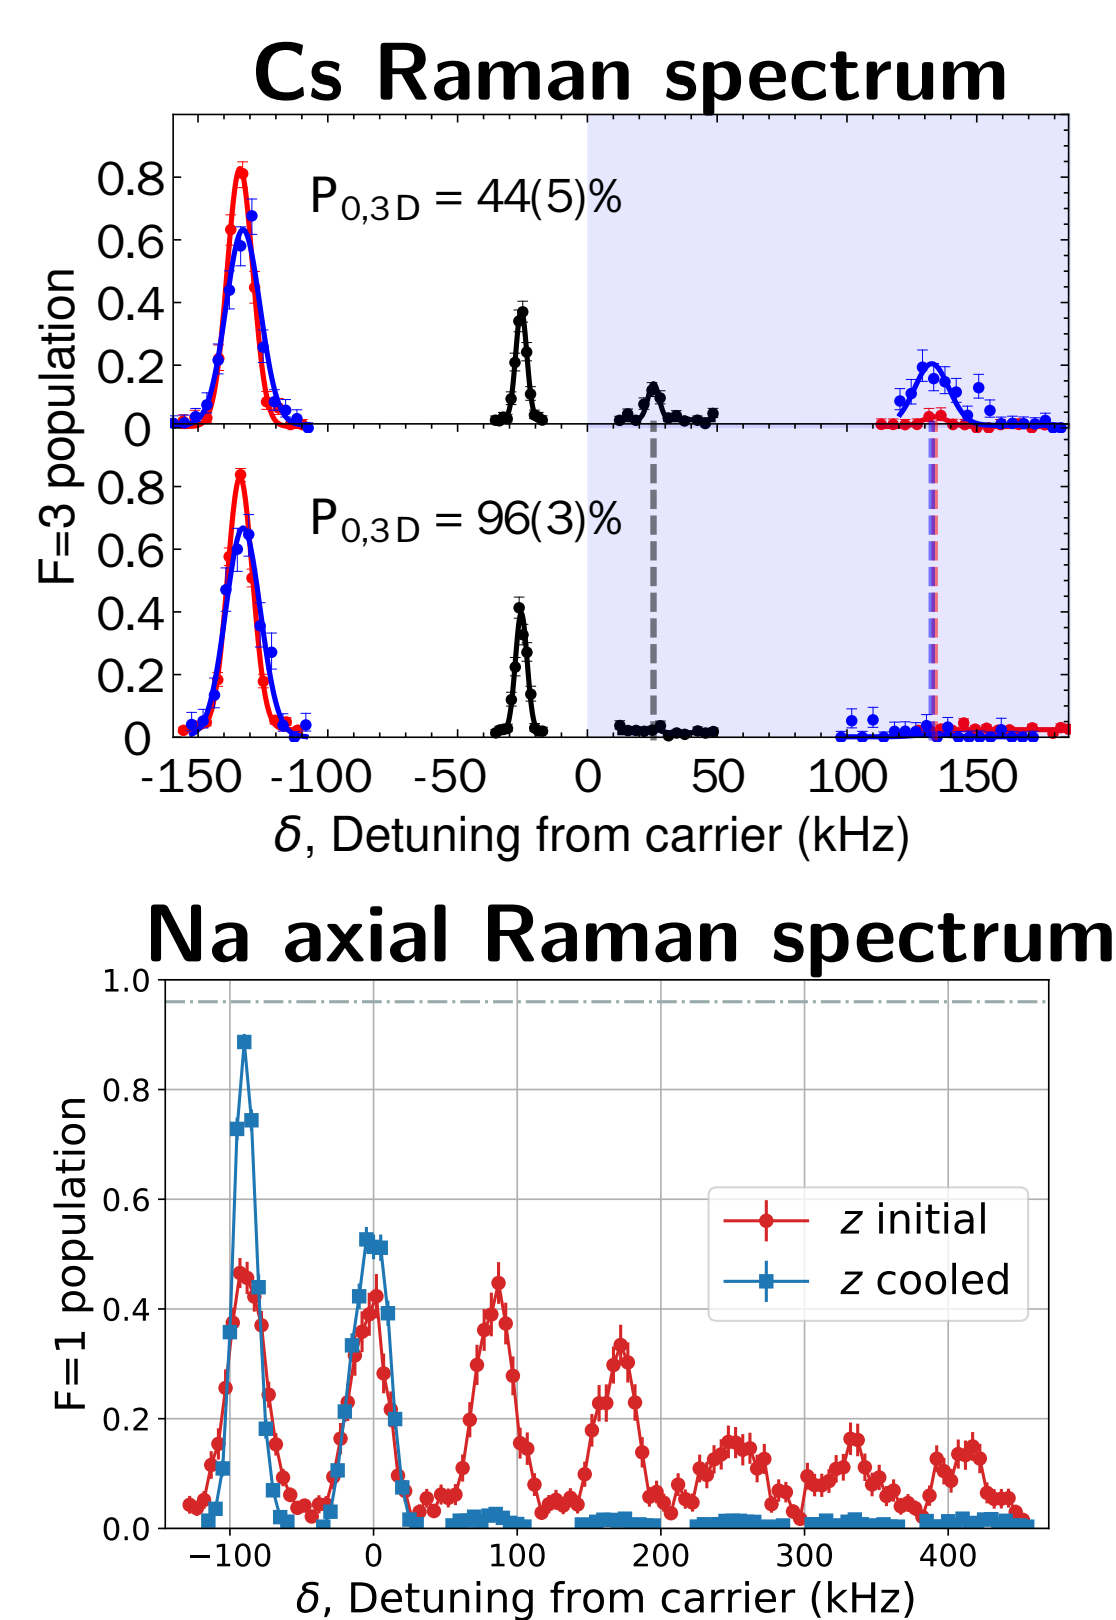 Cs Raman spectrum
P0,3D = 44(5)%
0.8
0.6
0.4
0.2
0
F=3 population
P0,3D = 96(3)%
0.8
0.6
0.4
0.2
0
-150 -100 -50 0 50 100 150
δ, Detuning from carrier (kHz)
Na axial Raman spectrum
1.0
0.8
0.6
0.4
0.2
0.0
F=1 population
z initial
z cooled
−100 0 100 200 300 400
δ, Detuning from carrier (kHz)